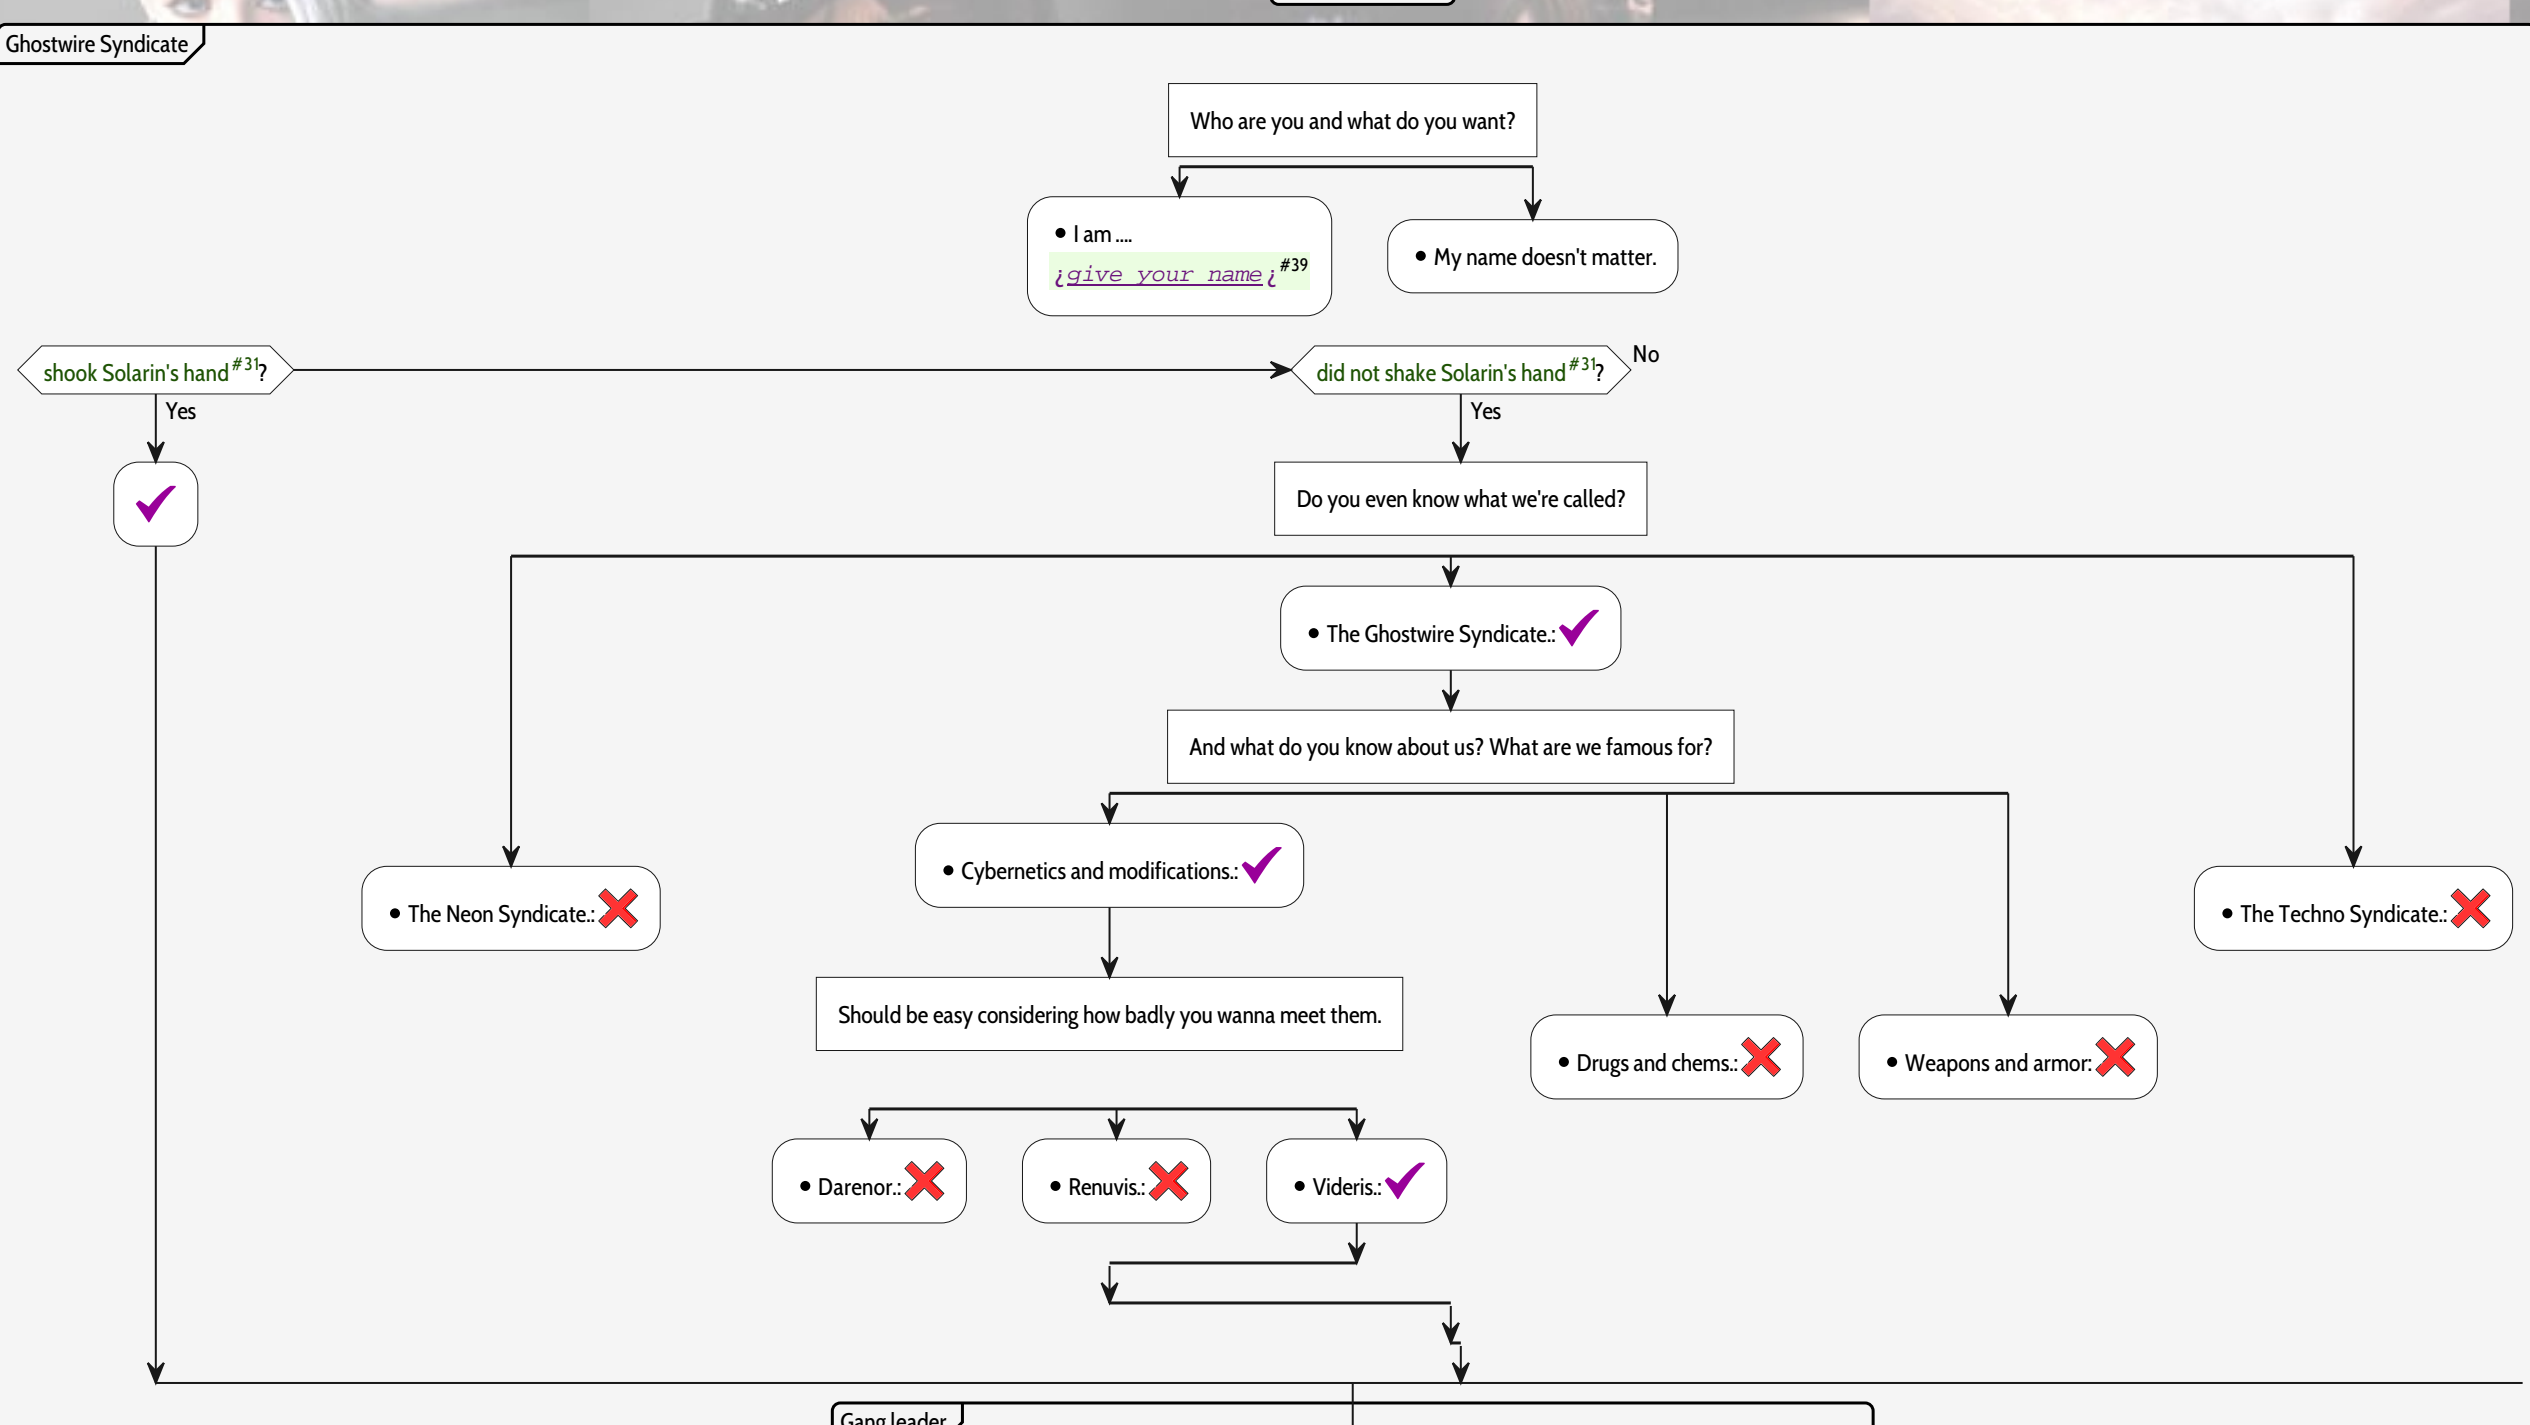 Ghostwire Syndicate
Who are you and what do you want?
• I am ....
¿give your name¿#39
• My name doesn't matter.
shook Solarin's hand#31?
did not shake Solarin's hand#31?
No
Yes
Yes
Do you even know what we're called?
• The Ghostwire Syndicate.:
And what do you know about us? What are we famous for?
• Cybernetics and modifications.:
• The Neon Syndicate.:
• The Techno Syndicate.:
Should be easy considering how badly you wanna meet them.
• Drugs and chems.:
• Weapons and armor:
• Darenor.:
• Renuvis.:
• Videris.:
Gang leader